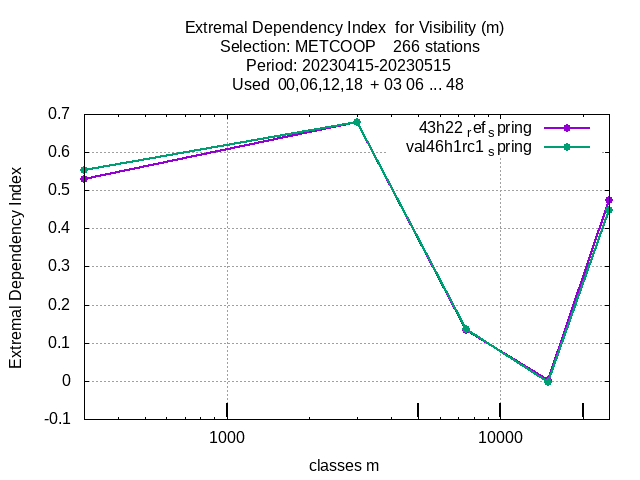 Extremal Dependency Index for Visibility (m)
Selection: METCOOP 266 stations
Period: 20230415-20230515
Used 00,06,12,18 + 03 06 ... 48
43h22 ref spring
val46h1rc1 spring
Extremal Dependency Index
0.7
0.6
0.5
0.4
0.3
0.2
0.1
0
-0.1
1000 10000
classes m